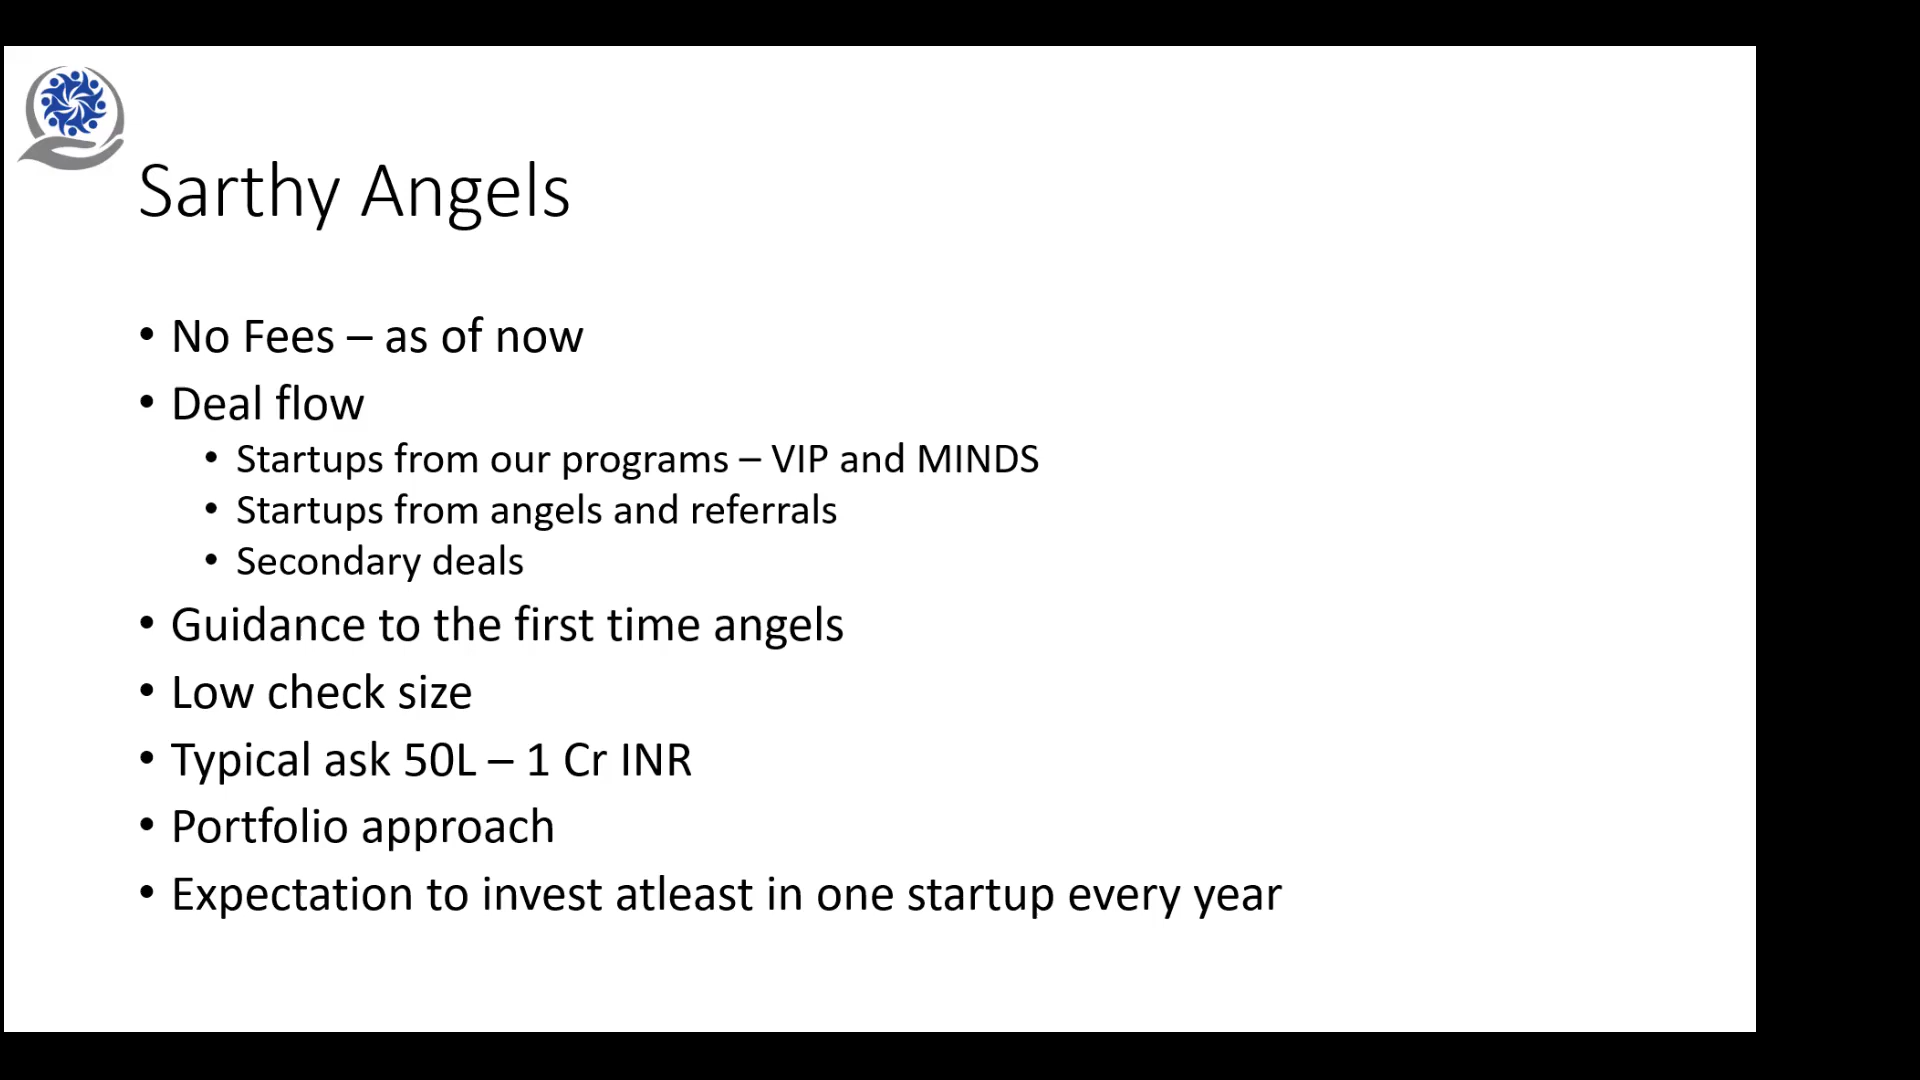 Sarthy Angels
• No Fees – as of now
• Deal flow
• Startups from our programs – VIP and MINDS
• Startups from angels and referrals
• Secondary deals
• Guidance to the first time angels
• Low check size
• Typical ask 50L – 1 Cr INR
• Portfolio approach
• Expectation to invest atleast in one startup every year